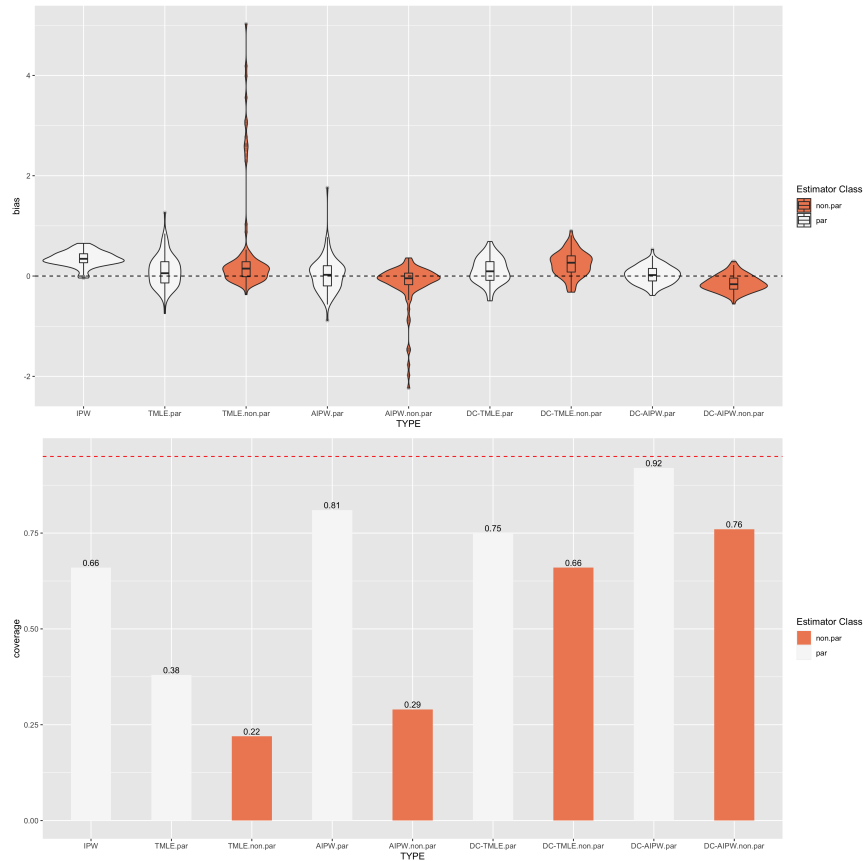 4
2
0
-2
bias
IPW
TMLE.par
TMLE.non.par
AIPW.par
AIPW.non.par
DC-TMLE.par
DC-TMLE.non.par
DC-AIPW.par
DC-AIPW.non.par
TYPE
Estimator Class
non.par
par
0.92
0.81
0.75
0.76
0.66
0.66
0.38
0.29
0.22
0.75
0.50
0.25
0.00
coverage
IPW
TMLE.par
TMLE.non.par
AIPW.par
AIPW.non.par
DC-TMLE.par
DC-TMLE.non.par
DC-AIPW.par
DC-AIPW.non.par
TYPE
Estimator Class
non.par
par